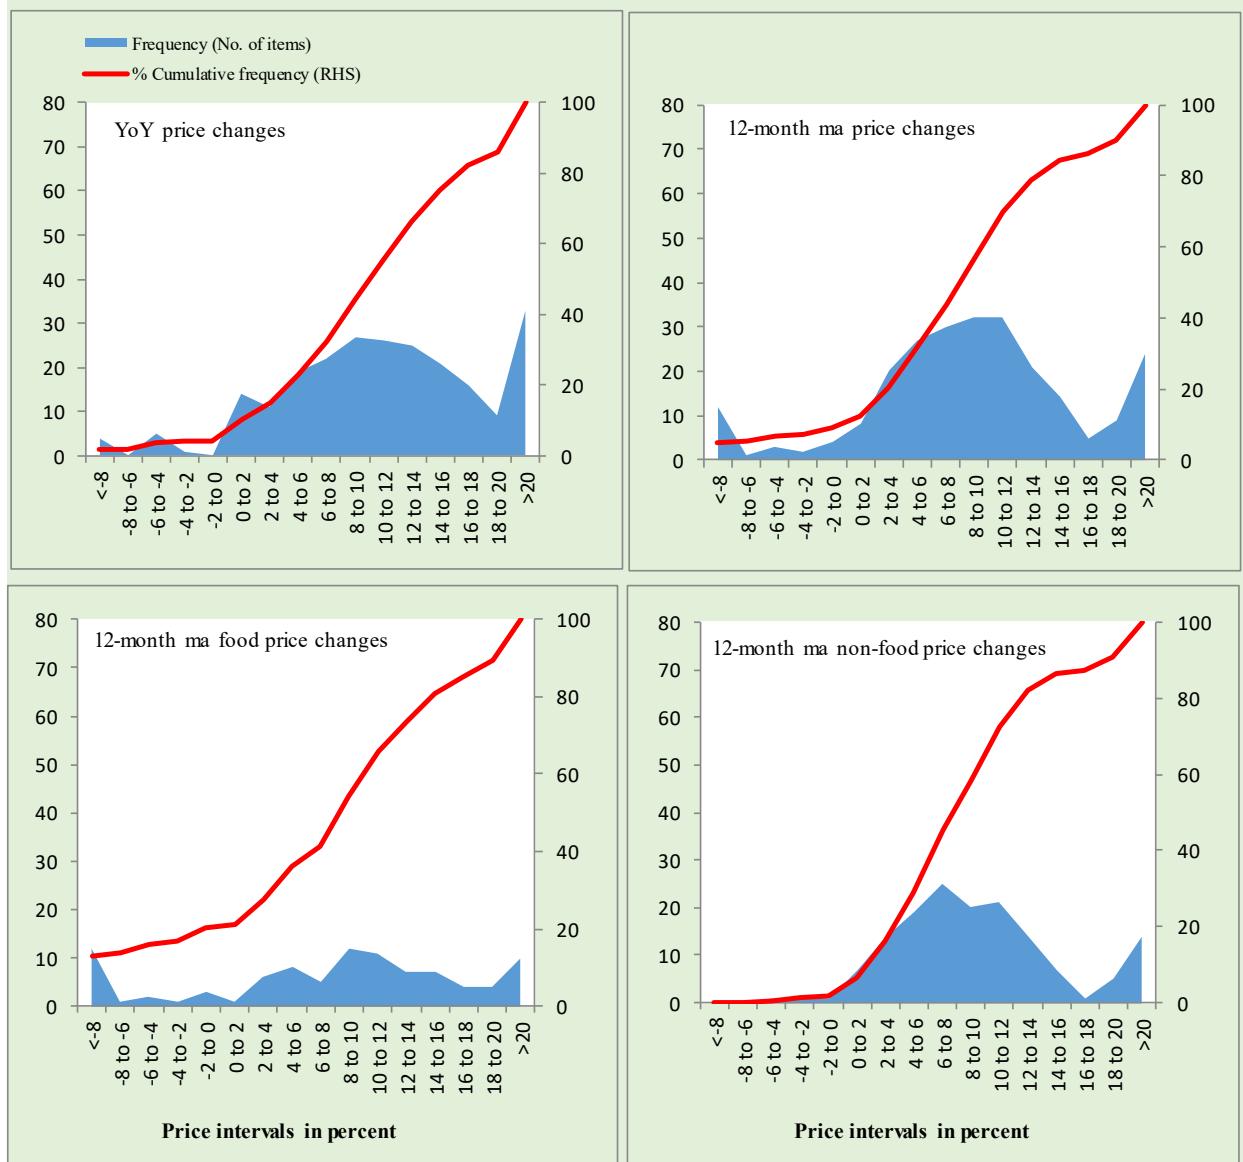 Frequency (No. of items)
% Cumulative frequency (RHS)
YoY price changes
80
70
60
50
40
30
20
10
0
100
80
60
40
20
0
<-8
-8 to -6
-6 to -4
-4 to -2
-2 to 0
0 to 2
2 to 4
4 to 6
6 to 8
8 to 10
10 to 12
12 to 14
14 to 16
16 to 18
18 to 20
>20
12-month ma price changes
80
70
60
50
40
30
20
10
0
100
80
60
40
20
0
<-8
-8 to -6
-6 to -4
-4 to -2
-2 to 0
0 to 2
2 to 4
4 to 6
6 to 8
8 to 10
10 to 12
12 to 14
14 to 16
16 to 18
18 to 20
>20
12-month ma food price changes
80
70
60
50
40
30
20
10
0
100
80
60
40
20
0
<-8
-8 to -6
-6 to -4
-4 to -2
-2 to 0
0 to 2
2 to 4
4 to 6
6 to 8
8 to 10
10 to 12
12 to 14
14 to 16
16 to 18
18 to 20
>20
Price intervals in percent
12-month ma non-food price changes
80
70
60
50
40
30
20
10
0
100
80
60
40
20
0
<-8
-8 to -6
-6 to -4
-4 to -2
-2 to 0
0 to 2
2 to 4
4 to 6
6 to 8
8 to 10
10 to 12
12 to 14
14 to 16
16 to 18
18 to 20
>20
Price intervals in percent